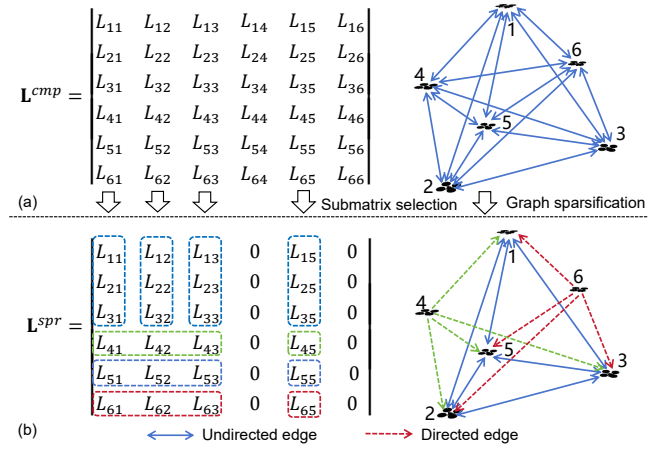 L11 L12 L13 L14 L15 L16
L21 L22 L23 L24 L25 L26
L31 L32 L33 L34 L35 L36
L^cmp =
L41 L42 L43 L44 L45 L46
L51 L52 L53 L54 L55 L56
L61 L62 L63 L64 L65 L66
1
6
4
5
3
2
(a)
Submatrix selection
Graph sparsification
L11 L12 L13 0 L15 0
L21 L22 L23 0 L25 0
L31 L32 L33 0 L35 0
L^spr =
L41 L42 L43 0 L45 0
L51 L52 L53 0 L55 0
L61 L62 L63 0 L65 0
1
6
4
5
3
2
(b)
Undirected edge
Directed edge